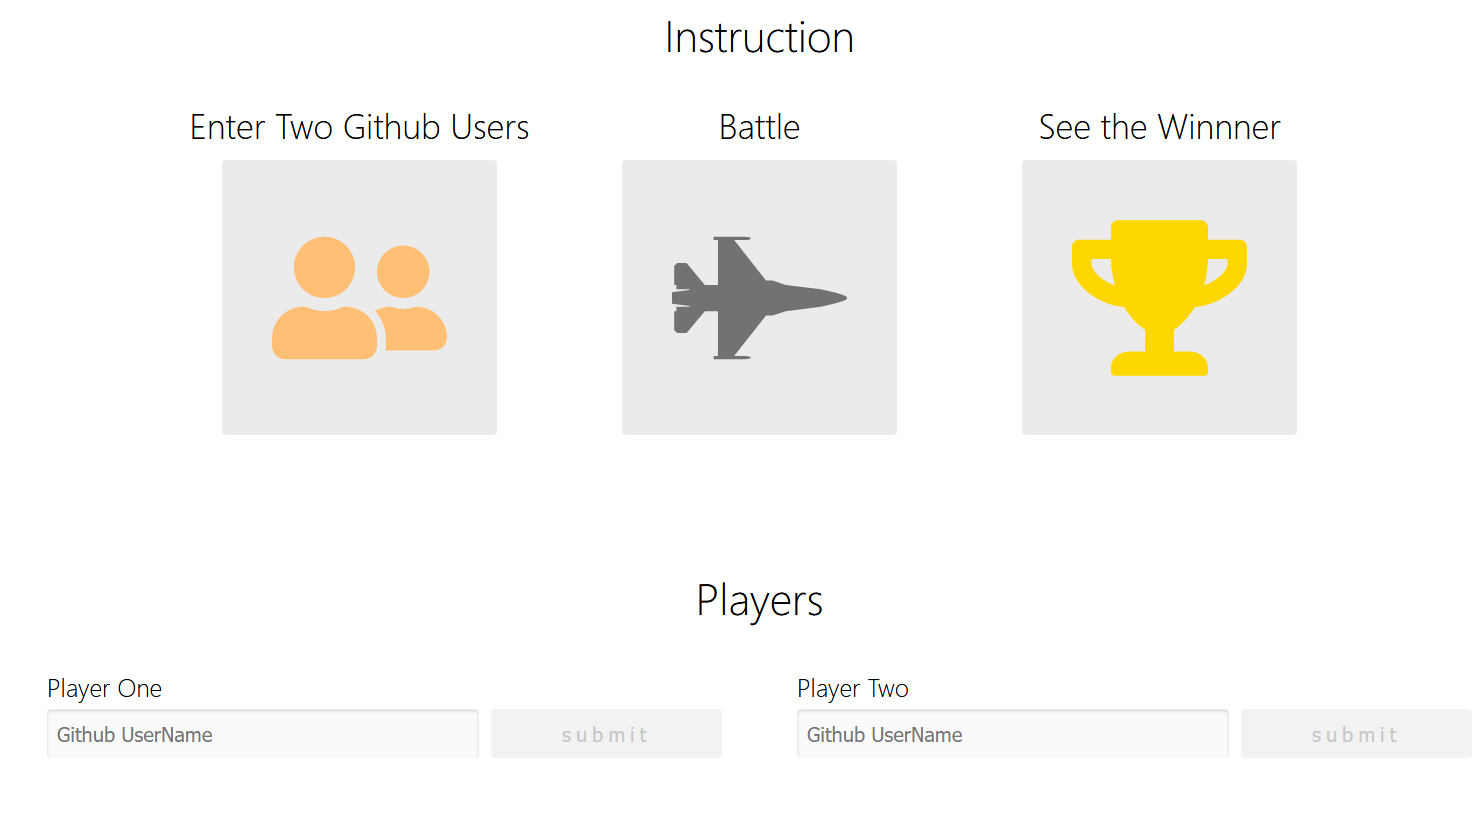 Instruction
Enter Two Github Users
Battle
See the Winnner
Players
Player One
Github UserName
submit
Player Two
Github UserName
submit